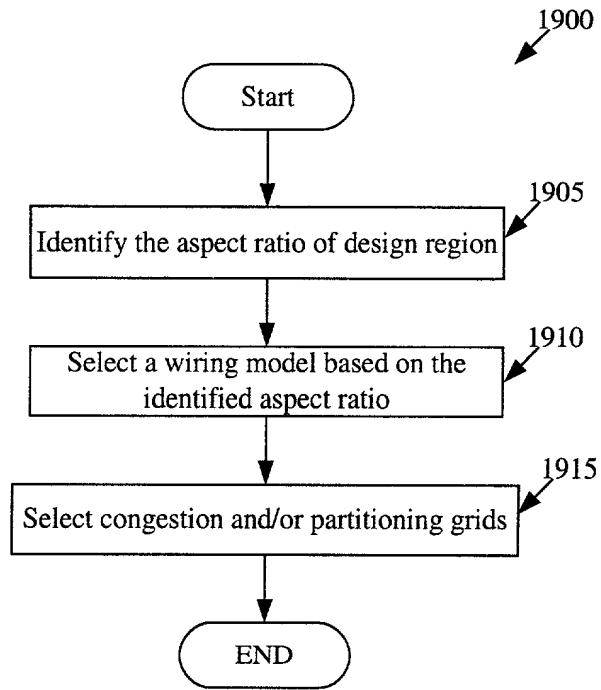 1900
Start
1905
Identify the aspect ratio of design region
1910
Select a wiring model based on the
identified aspect ratio
1915
Select congestion and/or partitioning grids
END